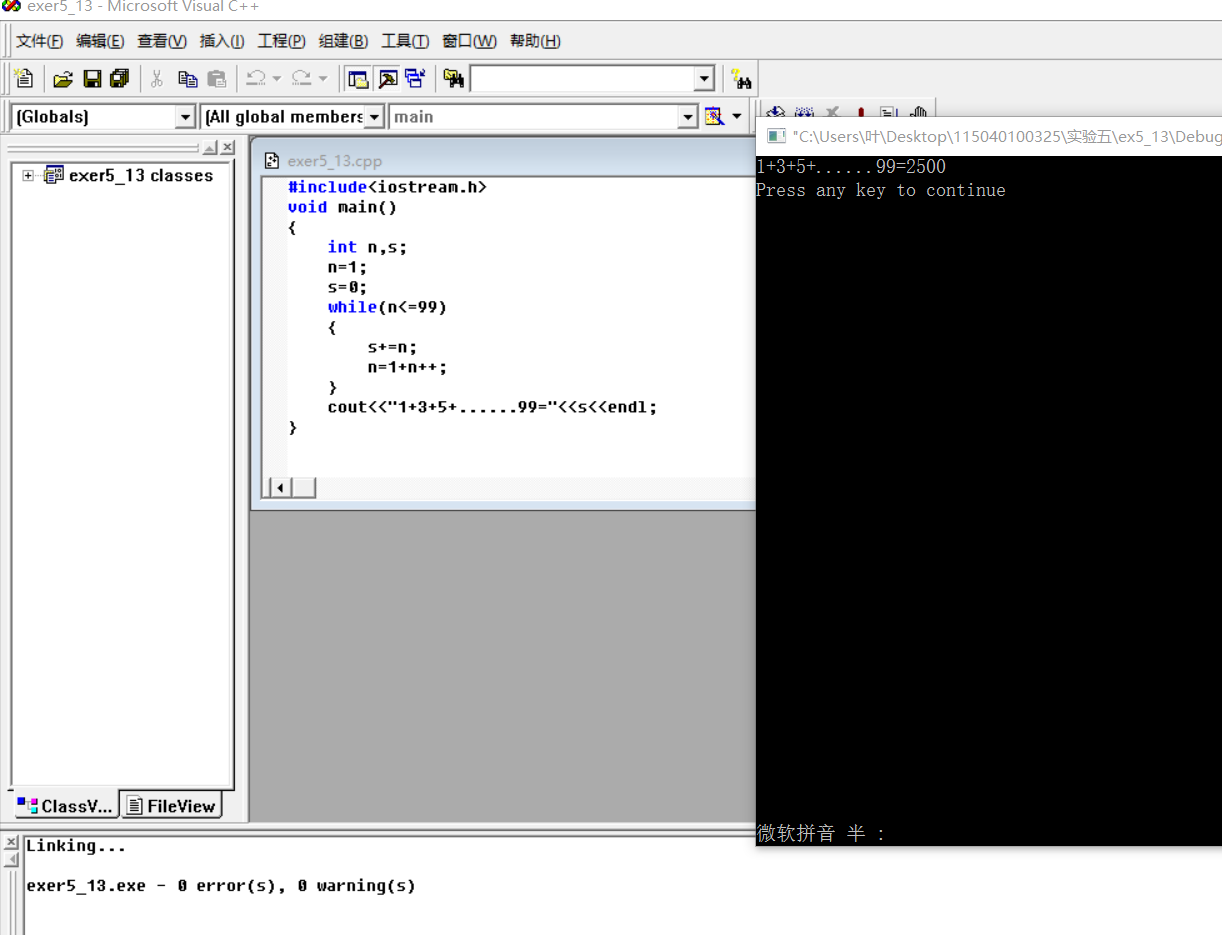 exer5_13 - Microsoft Visual C++
文件(F) 编辑(E) 查看(V) 插入(I) 工程(P) 组建(B) 工具(T) 窗口(W) 帮助(H)
(Globals) (All global members main
"C:\Users\叶\Desktop\115040100325\实验五\ex5_13\Debug
exer5_13 classes
exer5_13.cpp
#include<iostream.h>
void main()
{
int n,s;
n=1;
s=0;
while(n<=99)
{
s+=n;
n=1+n++;
}
cout<<"1+3+5+......99="<<s<<endl;
}
1+3+5+......99=2500
Press any key to continue
微软拼音 半 :
ClassV... FileView
Linking...
exer5_13.exe - 0 error(s), 0 warning(s)